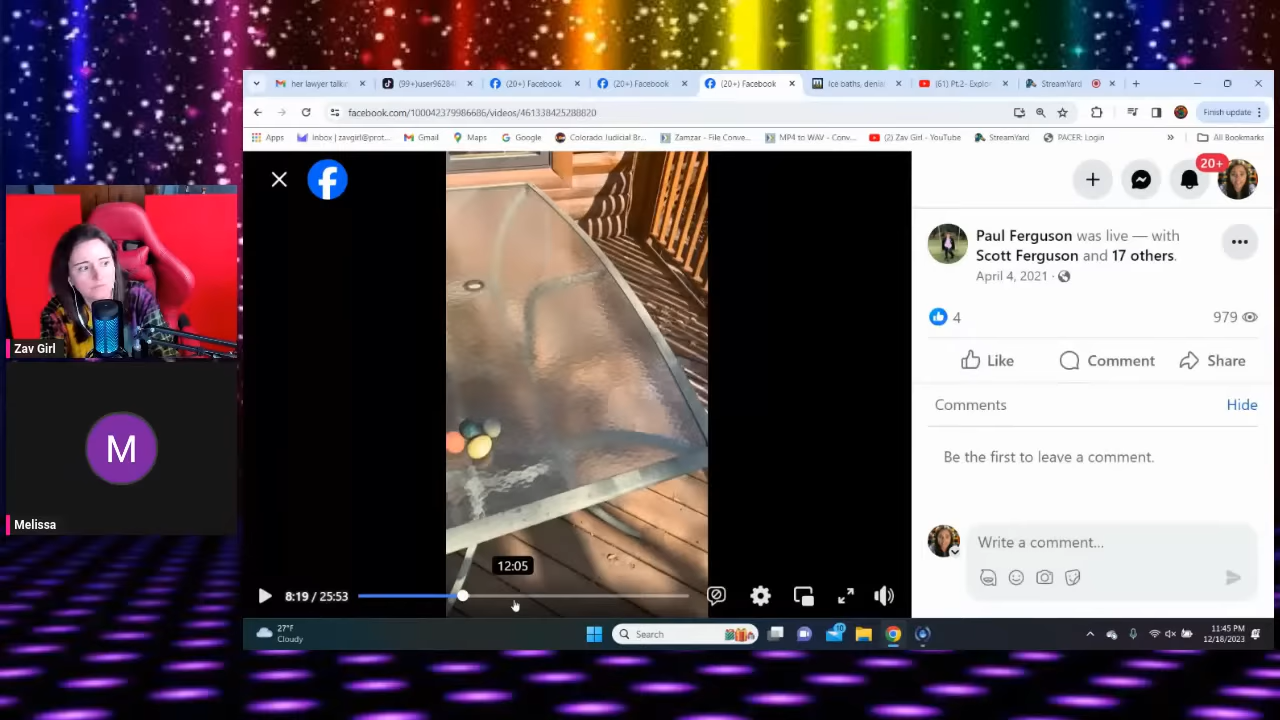 her lawyer talk
(99+)user9628
(20+) Facebook
(20+) Facebook
(20+) Facebook
Ice baths, denia
(61) Pt.2 - Explor
StreamYard
facebook.com/100042379986686/videos/461338425288820
Finish update
Apps
Inbox | zavgirl@prot...
Gmail
Maps
Google
Colorado Judicial Br...
Zamzar - File Conve...
MP4 to WAV - Conv...
(2) Zav Girl - YouTube
StreamYard
PACER: Login
»
All Bookmarks
20+
Paul Ferguson was live — with
Scott Ferguson and 17 others.
April 4, 2021 ·
4
979
Like
Comment
Share
Comments
Hide
Be the first to leave a comment.
Write a comment...
12:05
8:19 / 25:53
Zav Girl
M
Melissa
27°F
Cloudy
Search
11:45 PM
12/18/2023